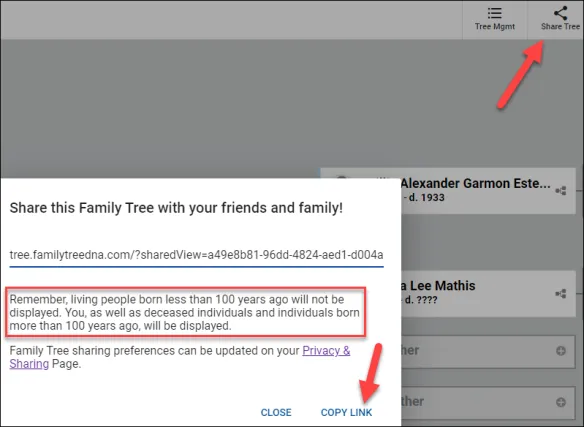 Tree Mgmt
Share Tree
Alexander Garmon Este...
- d. 1933
Share this Family Tree with your friends and family!
tree.familytreedna.com/?sharedView=a49e8b81-96dd-4824-aed1-d004a
a Lee Mathis
- d. ????
Remember, living people born less than 100 years ago will not be
displayed. You, as well as deceased individuals and individuals born
more than 100 years ago, will be displayed.
Family Tree sharing preferences can be updated on your Privacy &
Sharing Page.
ther
ther
CLOSE
COPY LINK